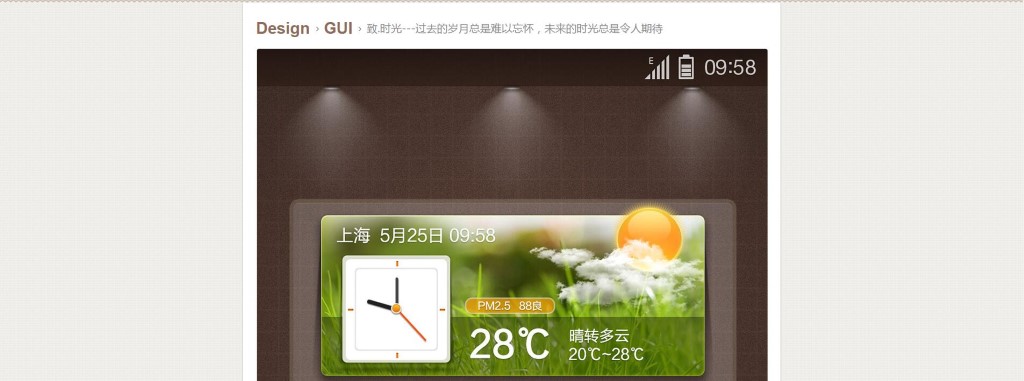 Design › GUI › 致.时光---过去的岁月总是难以忘怀，未来的时光总是令人期待
E 09:58
上海 5月25日 09:58
PM2.5 88良
28℃
晴转多云
20℃~28℃